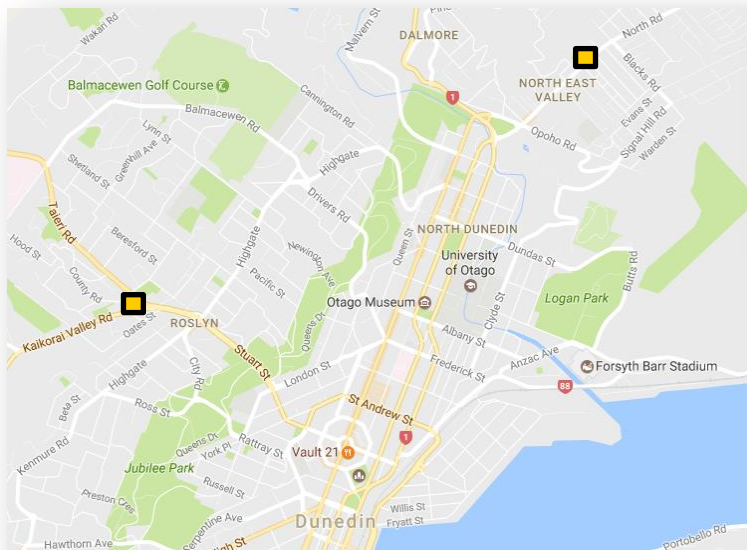 Wakari Rd
Malvern St
Pine
DALMORE
North Rd
Balmacewen Golf Course
NORTH EAST
VALLEY
Blacks Rd
Cannington Rd
1
Balmacewen Rd
Evans St
Signal Hill Rd
Warden St
Opoho Rd
Lynn St
Greenhill Ave
Shetland St
Highgate
Drivers Rd
Taieri Rd
Hood St
Beresford St
Highgate
Newington Ave
Queen St
NORTH DUNEDIN
University
of Otago
Dundas St
Butts Rd
County Rd
Pacific St
Otago Museum
Clyde St
Logan Park
Kaikorai Valley Rd
Oates St
ROSLYN
Queens Dr
Albany St
Stuart St
Anzac Ave
Forsyth Barr Stadium
Highgate
City Rd
London St
Frederick St
88
Beta St
Ross St
St Andrew St
Kenmure Rd
Queens Dr
York Pl
Rattray St
1
Vault 21
Jubilee Park
Russell St
Preston Cres
Willis St
Dunedin
Fryatt St
Serpentine Ave
Hawthorn Ave
High St
Portobello Rd